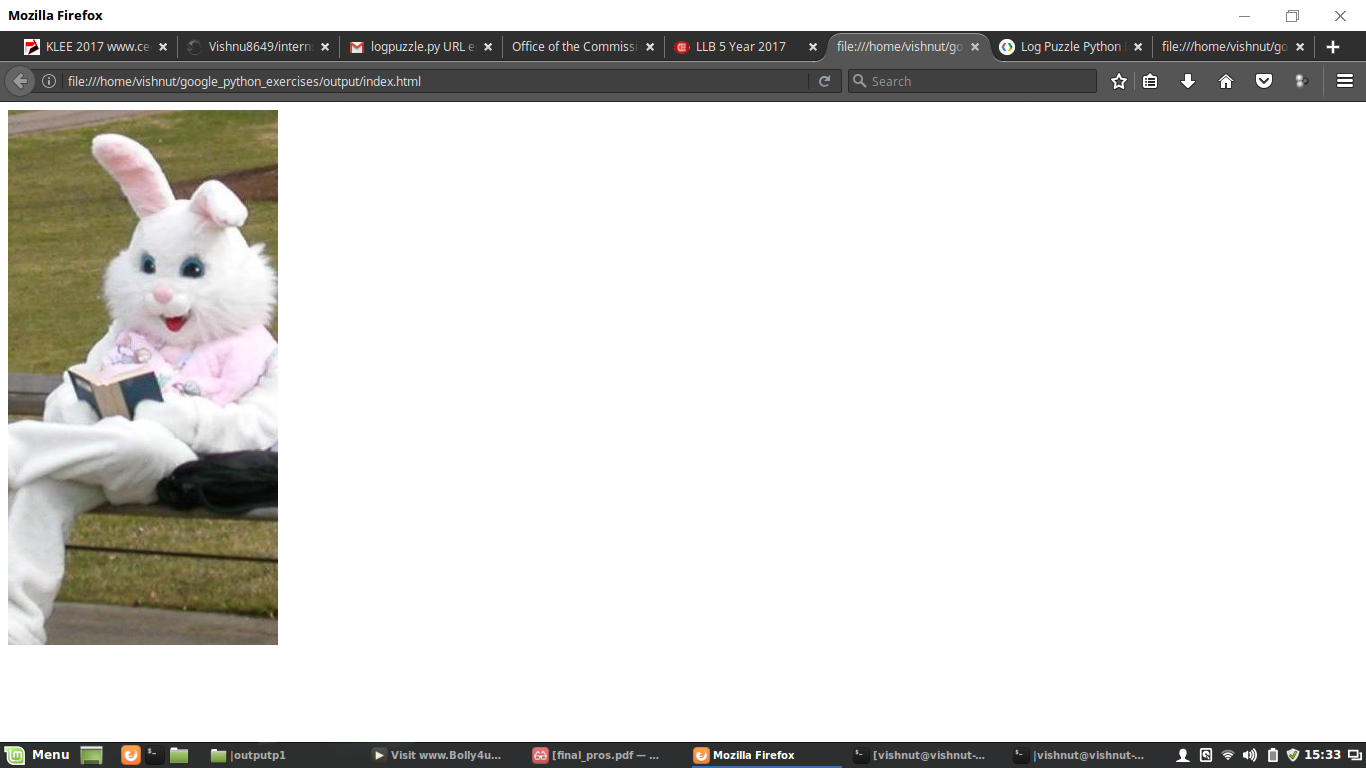 Mozilla Firefox
KLEE 2017 www.ce
Vishnu8649/intern
logpuzzle.py URL e
Office of the Commissi
LLB 5 Year 2017
file:///home/vishnut/go
Log Puzzle Python
file:///home/vishnut/go
file:///home/vishnut/google_python_exercises/output/index.html
Search
Menu
|outputp1
Visit www.Bolly4u...
[final_pros.pdf — ...
Mozilla Firefox
[vishnut@vishnut-...
|vishnut@vishnut-...
15:33